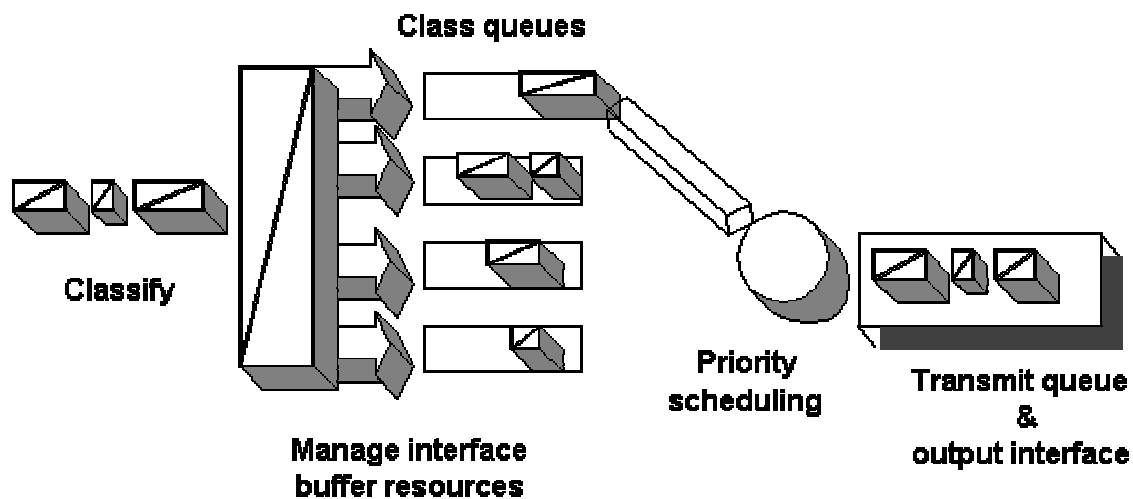 Class queues
Classify
Manage interface
buffer resources
Priority
scheduling
Transmit queue
&
output interface